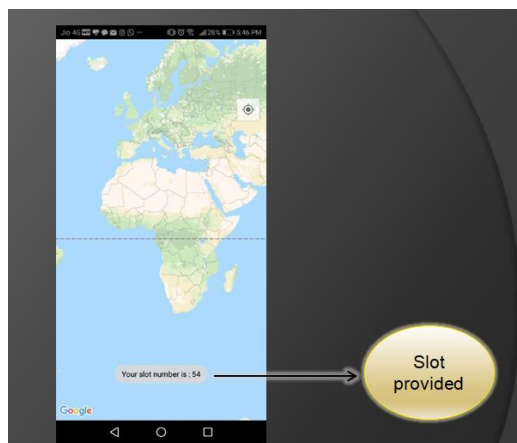 Jio 4G 28% 5:46 PM
Your slot number is : 54
Slot
provided
Google